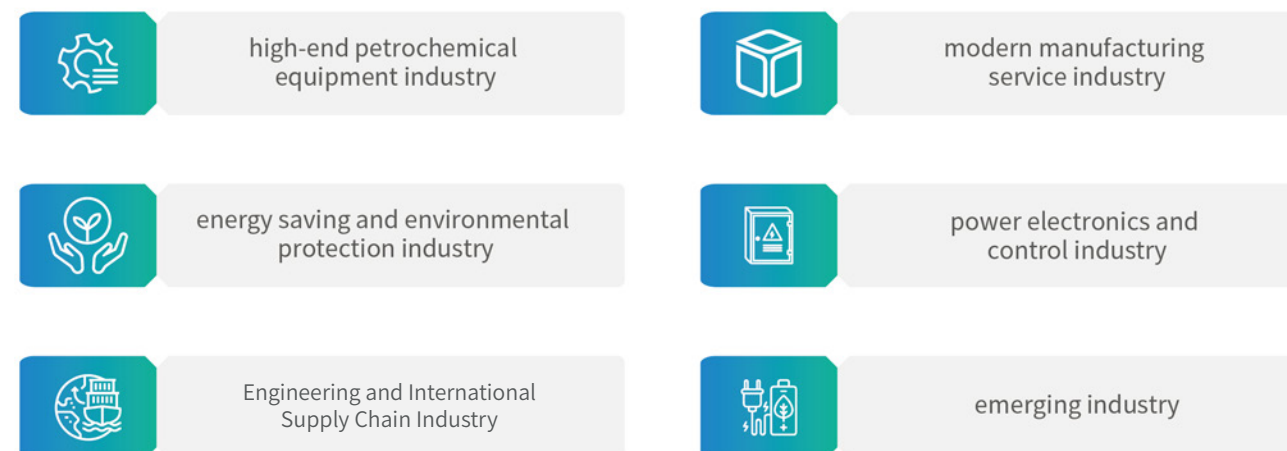 high-end petrochemical
equipment industry
modern manufacturing
service industry
energy saving and environmental
protection industry
power electronics and
control industry
Engineering and International
Supply Chain Industry
emerging industry